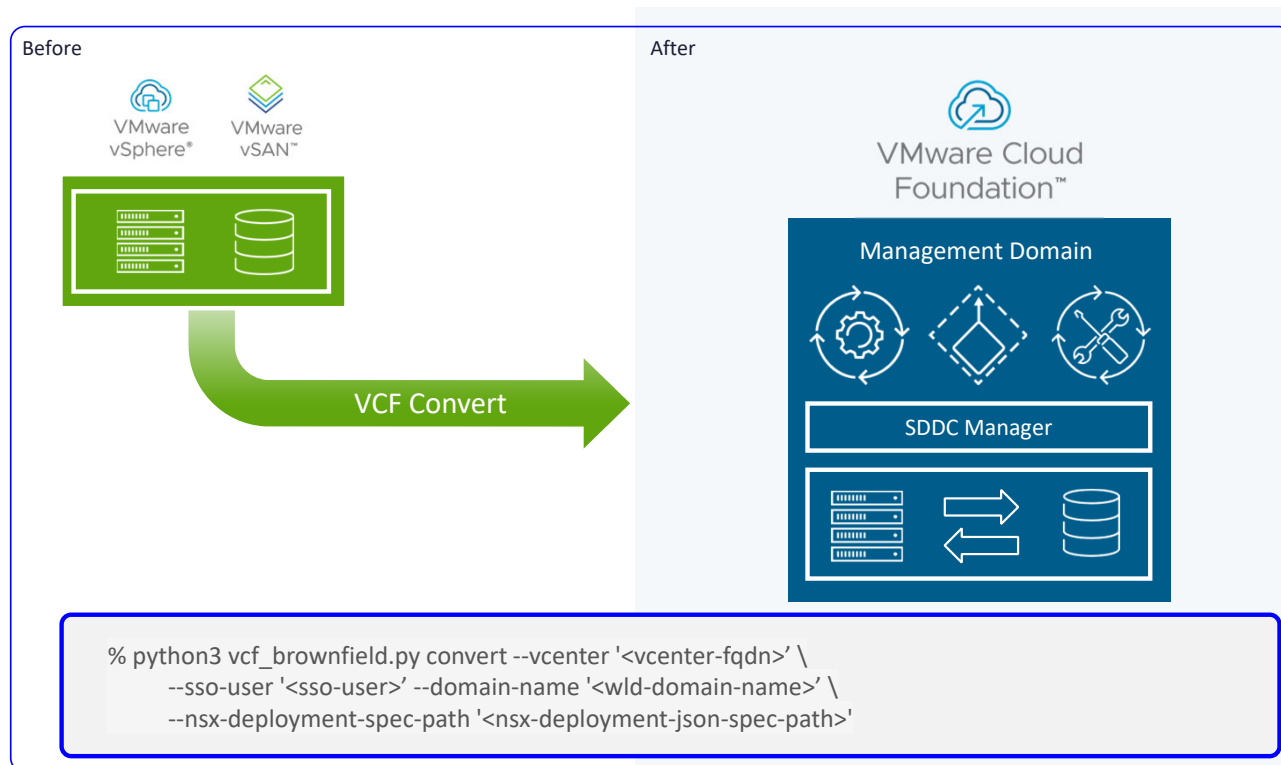 Before
After
VMware
vSphere®
VMware
vSAN™
VMware Cloud
Foundation™
Management Domain
VCF Convert
SDDC Manager
% python3 vcf_brownfield.py convert --vcenter '<vcenter-fqdn>’ \
--sso-user '<sso-user>’ --domain-name '<wld-domain-name>’ \
--nsx-deployment-spec-path '<nsx-deployment-json-spec-path>'